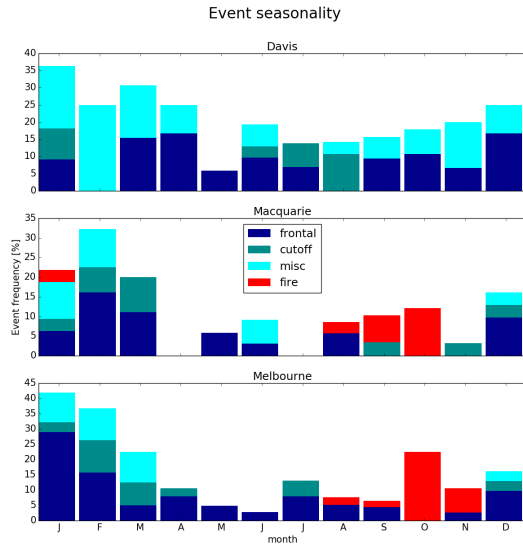 Event seasonality
Davis
40
35
30
25
20
15
10
5
0
Macquarie
35
30
25
20
15
10
5
0
Event frequency [%]
frontal
cutoff
misc
fire
Melbourne
45
40
35
30
25
20
15
10
5
0
J F M A M J J A S O N D
month